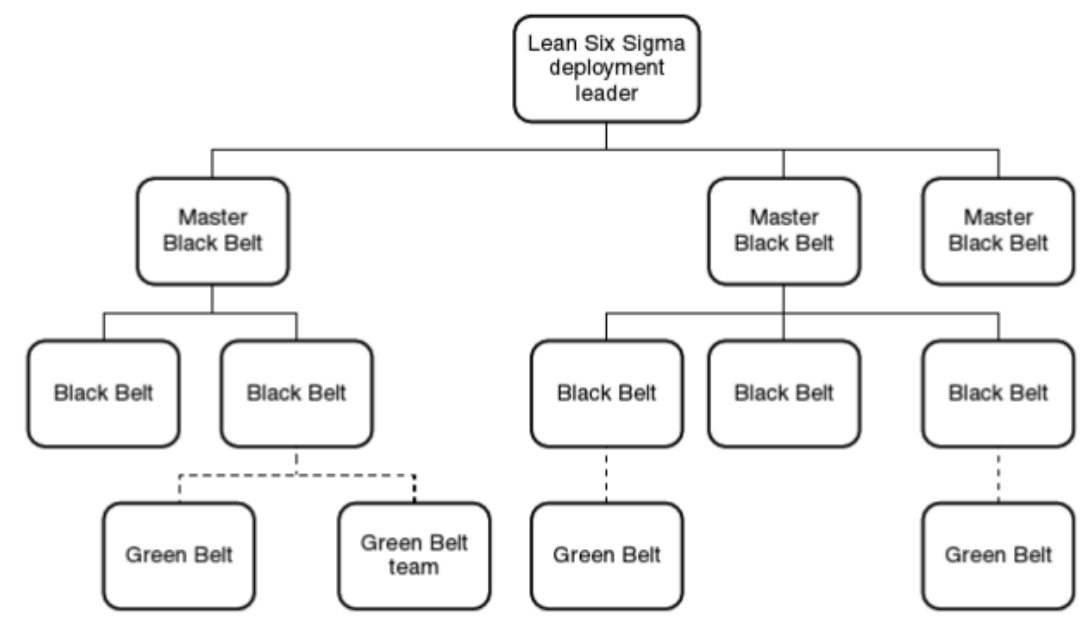 Lean Six Sigma
deployment
leader
Master
Black Belt
Master
Black Belt
Master
Black Belt
Black Belt
Black Belt
Black Belt
Black Belt
Black Belt
Green Belt
Green Belt
team
Green Belt
Green Belt